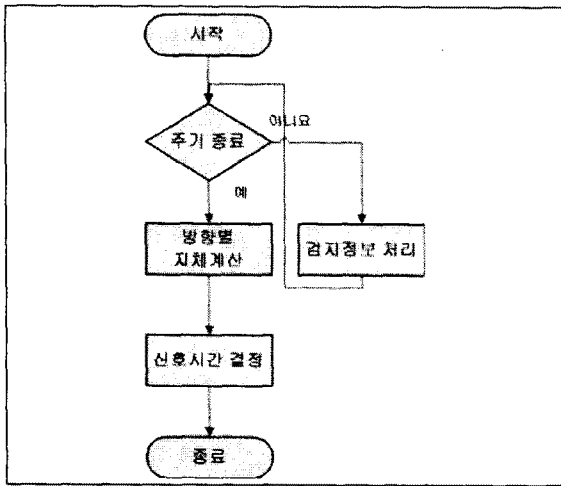 시작
주기 종료
아니요
예
방향별
지체계산
검지정보 처리
신호시간 결정
종료